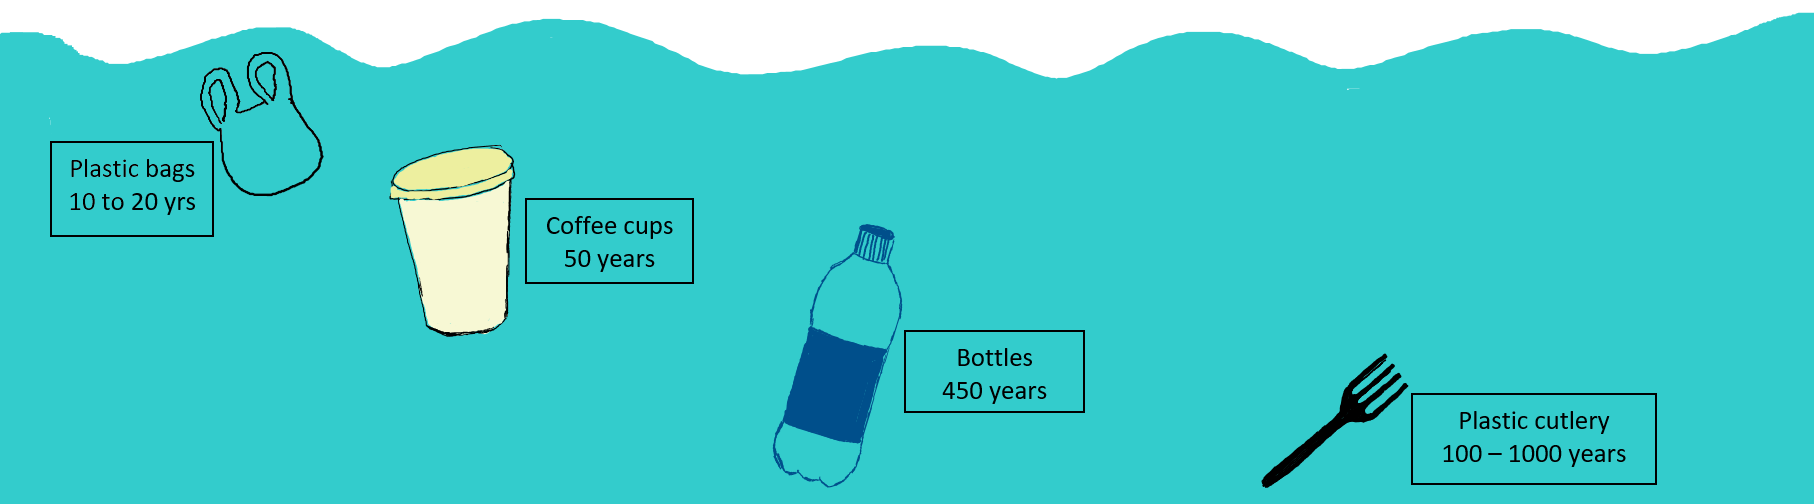 Plastic bags
10 to 20 yrs
Coffee cups
50 years
Bottles
450 years
Plastic cutlery
100 – 1000 years